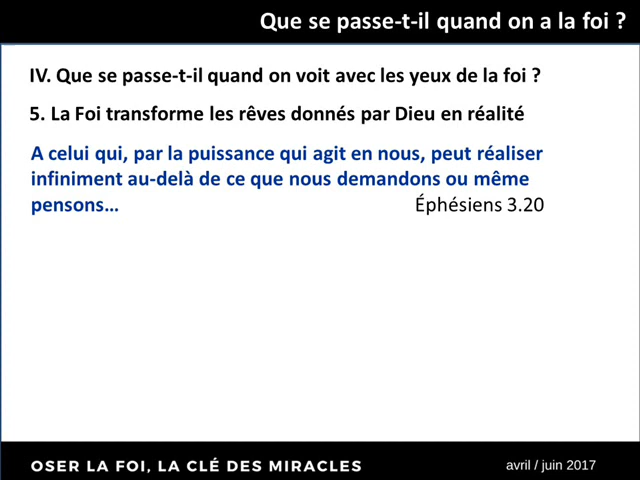 Que se passe-t-il quand on a la foi ?
IV. Que se passe-t-il quand on voit avec les yeux de la foi ?
5. La Foi transforme les rêves donnés par Dieu en réalité
A celui qui, par la puissance qui agit en nous, peut réaliser
infiniment au-delà de ce que nous demandons ou même
pensons... Éphésiens 3.20
OSER LA FOI, LA CLÉ DES MIRACLES avril / juin 2017